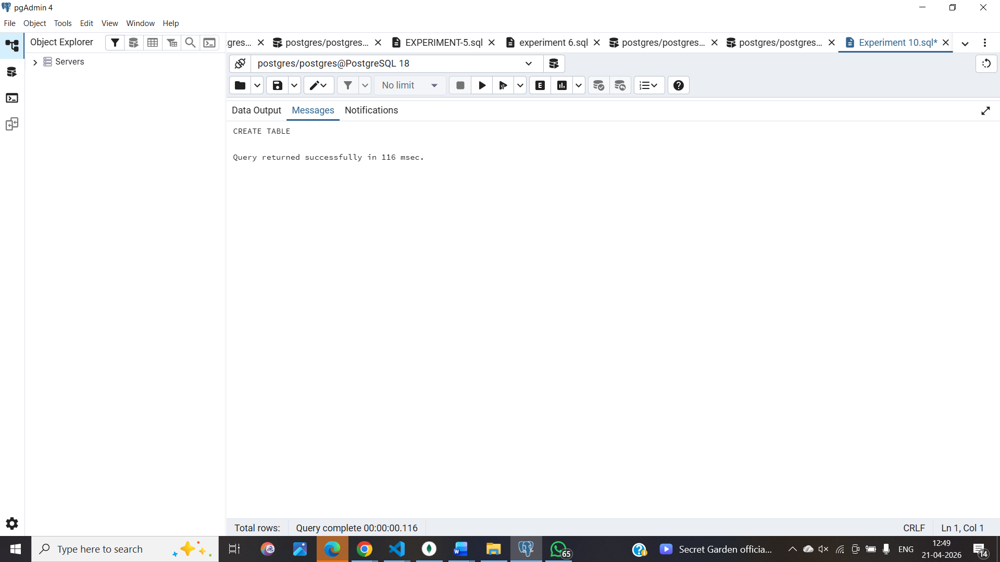 pgAdmin 4
File Object Tools Edit View Window Help
Object Explorer
tgres... postgres/postgres... EXPERIMENT-5.sql experiment 6.sql postgres/postgres... postgres/postgres... Experiment 10.sql*
Servers
postgres/postgres@PostgreSQL 18
No limit
E
Data Output Messages Notifications
CREATE TABLE
Query returned successfully in 116 msec.
Total rows: Query complete 00:00:00.116 CRLF Ln 1, Col 1
Type here to search
65
Secret Garden officia...
ENG
12:49
21-04-2026
14